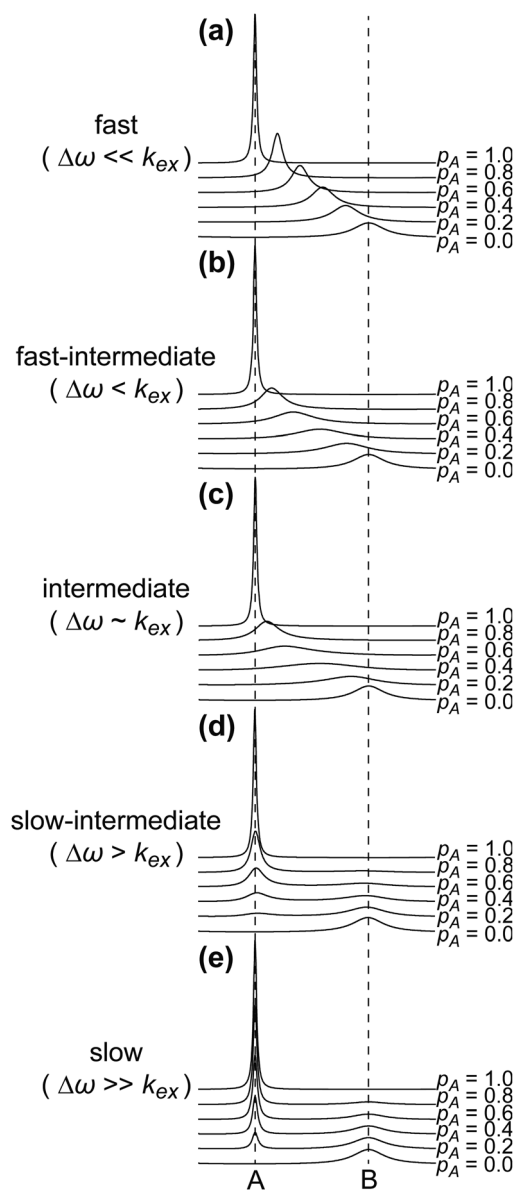 (a)
fast
( Δω << kex)
pA = 1.0
pA = 0.8
pA = 0.6
pA = 0.4
pA = 0.2
pA = 0.0
(b)
fast-intermediate
( Δω < kex)
pA = 1.0
pA = 0.8
pA = 0.6
pA = 0.4
pA = 0.2
pA = 0.0
(c)
intermediate
( Δω ~ kex)
pA = 1.0
pA = 0.8
pA = 0.6
pA = 0.4
pA = 0.2
pA = 0.0
(d)
slow-intermediate
( Δω > kex)
pA = 1.0
pA = 0.8
pA = 0.6
pA = 0.4
pA = 0.2
pA = 0.0
(e)
slow
( Δω >> kex)
pA = 1.0
pA = 0.8
pA = 0.6
pA = 0.4
pA = 0.2
pA = 0.0
A B